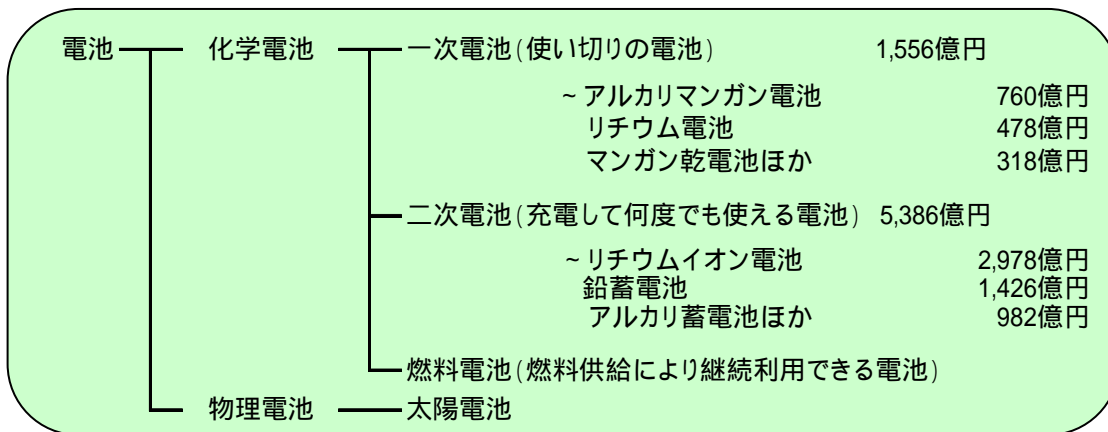 電池 化学電池 一次電池(使い切りの電池) 1,556億円
~アルカリマンガン電池 760億円
リチウム電池 478億円
マンガン乾電池ほか 318億円
二次電池(充電して何度でも使える電池) 5,386億円
~リチウムイオン電池 2,978億円
鉛蓄電池 1,426億円
アルカリ蓄電池ほか 982億円
燃料電池(燃料供給により継続利用できる電池)
物理電池 太陽電池